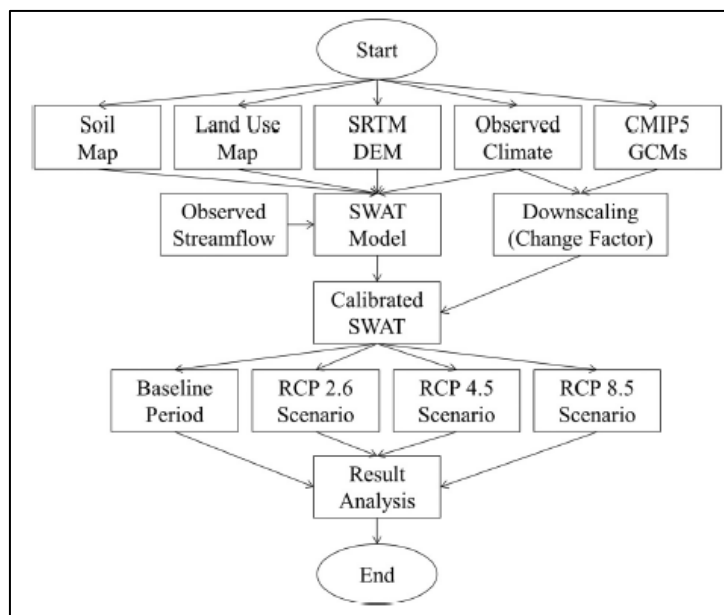 Start
Soil
Map
Land Use
Map
SRTM
DEM
Observed
Climate
CMIP5
GCMs
Observed
Streamflow
SWAT
Model
Downscaling
(Change Factor)
Calibrated
SWAT
Baseline
Period
RCP 2.6
Scenario
RCP 4.5
Scenario
RCP 8.5
Scenario
Result
Analysis
End